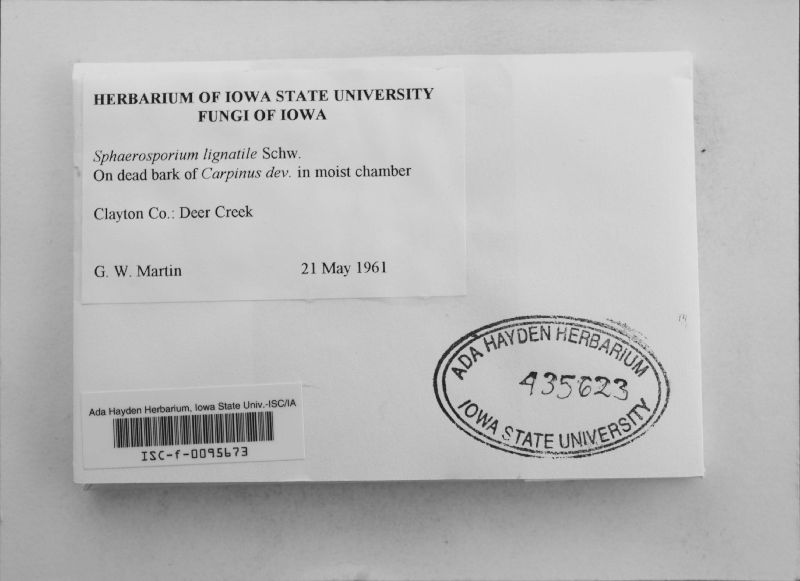 HERBARIUM OF IOWA STATE UNIVERSITY
FUNGI OF IOWA
Sphaerosporium lignatile Schw.
On dead bark of Carpinus dev. in moist chamber
Clayton Co.: Deer Creek
G. W. Martin 21 May 1961
ADA HAYDEN HERBARIUM
435623
IOWA STATE UNIVERSITY
Ada Hayden Herbarium, Iowa State Univ.-ISC/IA
ISC-f-0095673